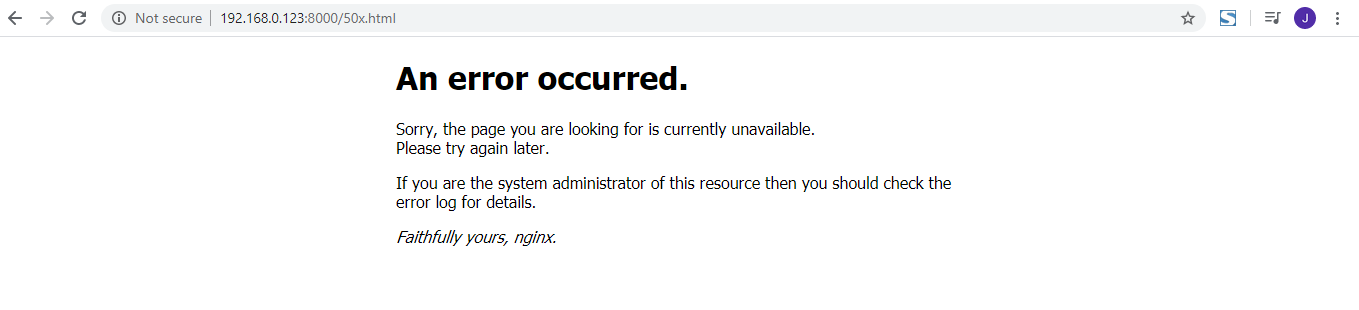 Not secure 192.168.0.123:8000/50x.html J
An error occurred.
Sorry, the page you are looking for is currently unavailable.
Please try again later.
If you are the system administrator of this resource then you should check the
error log for details.
Faithfully yours, nginx.